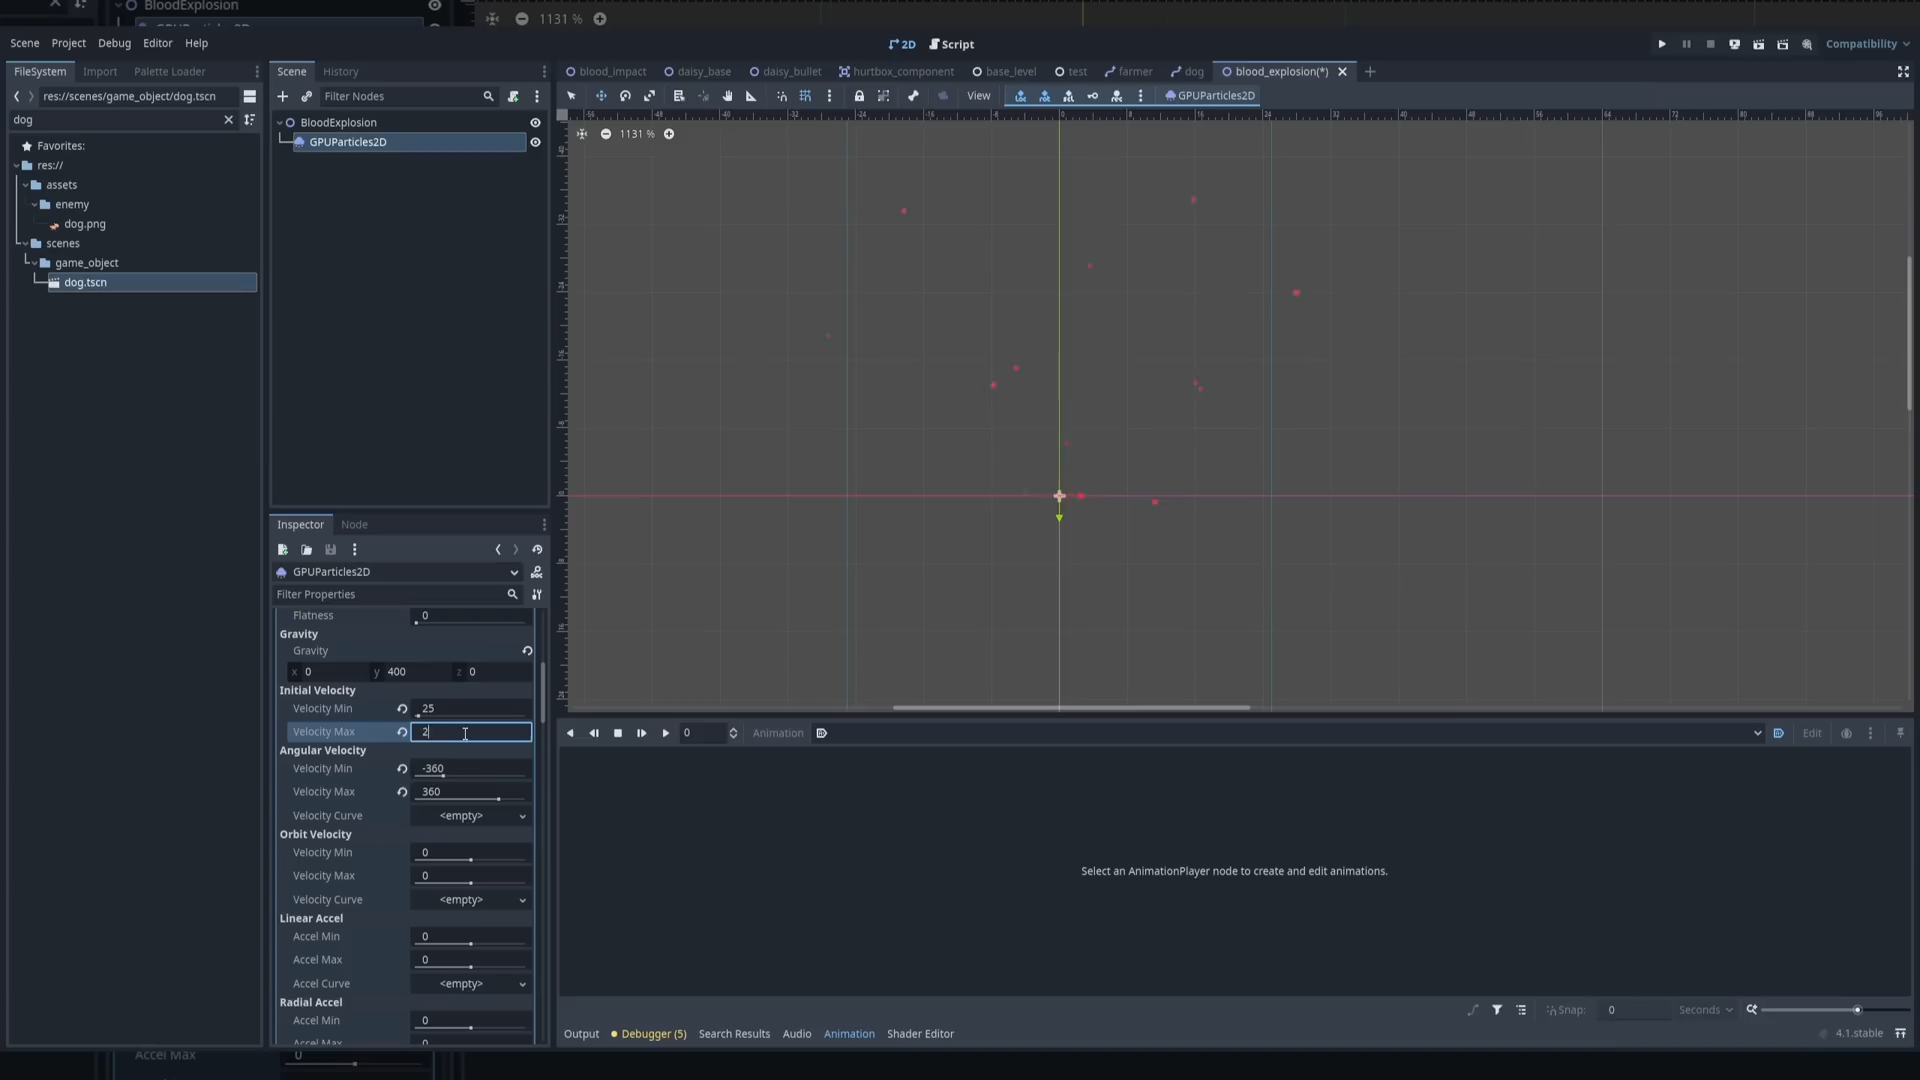 BloodExplosion
1131 %
Scene Project Debug Editor Help
2D Script
Compatibility
FileSystem Import Palette Loader
res://scenes/game_object/dog.tscn
dog
Favorites:
res://
assets
enemy
dog.png
scenes
game_object
dog.tscn
Scene History
Filter Nodes
BloodExplosion
GPUParticles2D
blood_impact daisy_base daisy_bullet hurtbox_component base_level test farmer dog blood_explosion(*)
View GPUParticles2D
1131 %
Inspector Node
GPUParticles2D
Filter Properties
Flatness 0
Gravity
Gravity
x 0 y 400 z 0
Initial Velocity
Velocity Min 25
Velocity Max 2
Angular Velocity
Velocity Min -360
Velocity Max 360
Velocity Curve <empty>
Orbit Velocity
Velocity Min 0
Velocity Max 0
Velocity Curve <empty>
Linear Accel
Accel Min 0
Accel Max 0
Accel Curve <empty>
Radial Accel
Accel Min 0
0 Animation Edit
Select an AnimationPlayer node to create and edit animations.
Snap: 0 Seconds
Output Debugger (5) Search Results Audio Animation Shader Editor
4.1.stable
Accel Max 0